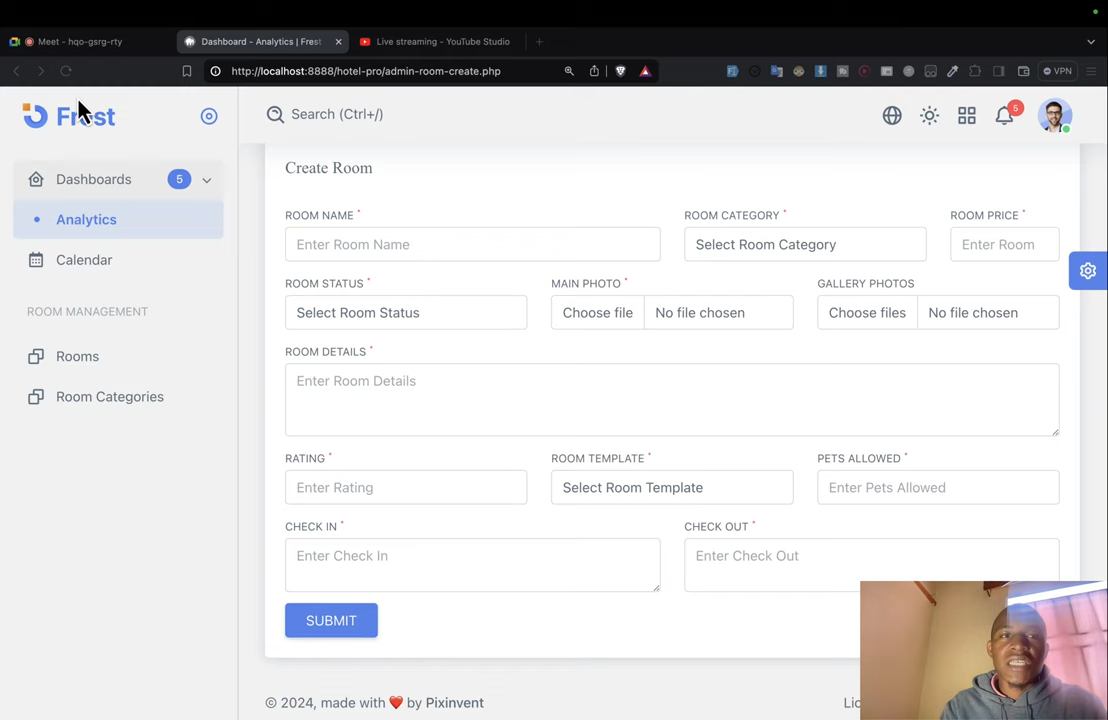 Meet - hqo-gsrg-rty
Dashboard - Analytics | Frest
Live streaming - YouTube Studio
http://localhost:8888/hotel-pro/admin-room-create.php
VPN
Frest
Search (Ctrl+/)
5
Dashboards
5
Analytics
Calendar
ROOM MANAGEMENT
Rooms
Room Categories
Create Room
ROOM NAME *
ROOM CATEGORY *
ROOM PRICE *
Enter Room Name
Select Room Category
Enter Room
ROOM STATUS *
MAIN PHOTO *
GALLERY PHOTOS
Select Room Status
Choose file
No file chosen
Choose files
No file chosen
ROOM DETAILS *
Enter Room Details
RATING *
ROOM TEMPLATE *
PETS ALLOWED *
Enter Rating
Select Room Template
Enter Pets Allowed
CHECK IN *
CHECK OUT *
Enter Check In
Enter Check Out
SUBMIT
© 2024, made with ❤️ by Pixinvent